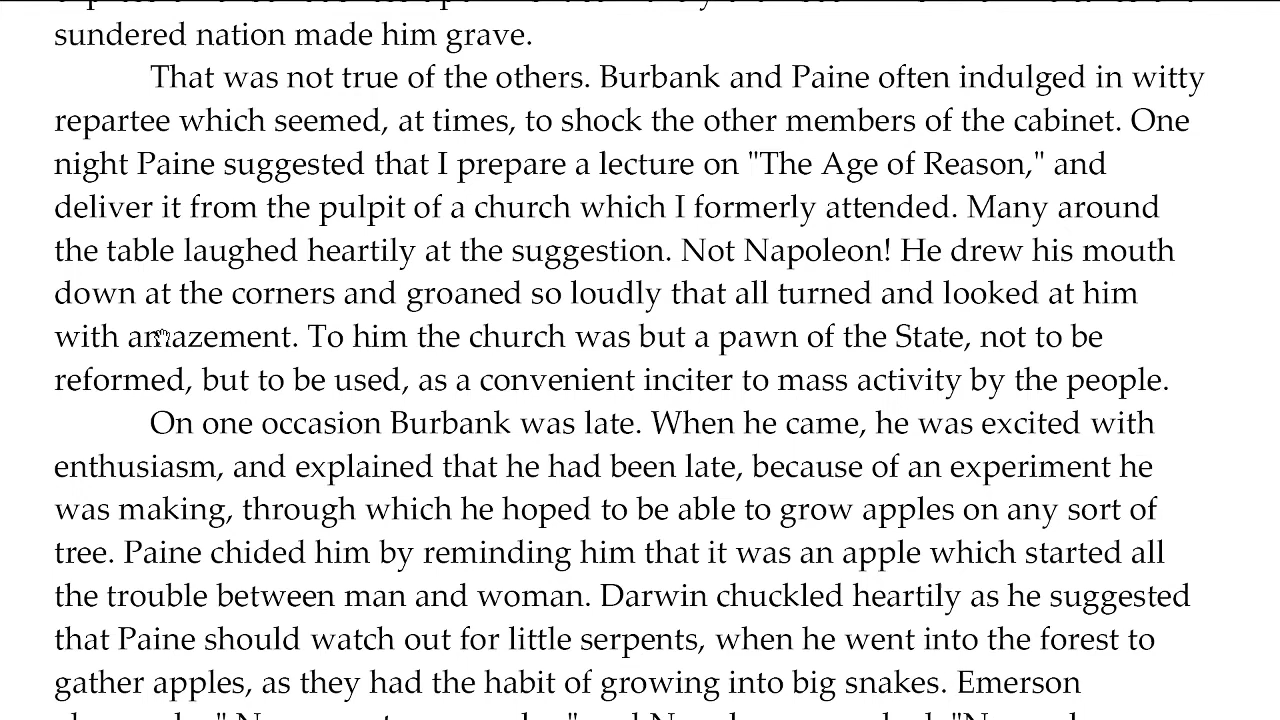 sundered nation made him grave.
That was not true of the others. Burbank and Paine often indulged in witty
repartee which seemed, at times, to shock the other members of the cabinet. One
night Paine suggested that I prepare a lecture on "The Age of Reason," and
deliver it from the pulpit of a church which I formerly attended. Many around
the table laughed heartily at the suggestion. Not Napoleon! He drew his mouth
down at the corners and groaned so loudly that all turned and looked at him
with amazement. To him the church was but a pawn of the State, not to be
reformed, but to be used, as a convenient inciter to mass activity by the people.
On one occasion Burbank was late. When he came, he was excited with
enthusiasm, and explained that he had been late, because of an experiment he
was making, through which he hoped to be able to grow apples on any sort of
tree. Paine chided him by reminding him that it was an apple which started all
the trouble between man and woman. Darwin chuckled heartily as he suggested
that Paine should watch out for little serpents, when he went into the forest to
gather apples, as they had the habit of growing into big snakes. Emerson